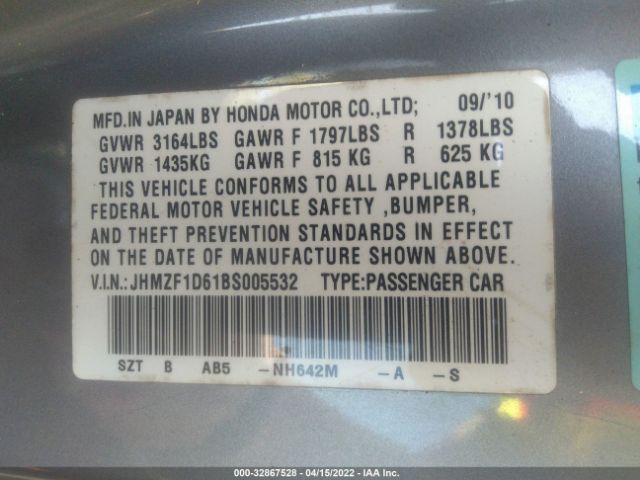 MFD.IN JAPAN BY HONDA MOTOR CO.,LTD; 09/'10
GVWR 3164LBS GAWR F 1797LBS R 1378LBS
GVWR 1435KG GAWR F 815 KG R 625 KG
THIS VEHICLE CONFORMS TO ALL APPLICABLE
FEDERAL MOTOR VEHICLE SAFETY ,BUMPER,
AND THEFT PREVENTION STANDARDS IN EFFECT
ON THE DATE OF MANUFACTURE SHOWN ABOVE.
V.I.N.:JHMZF1D61BS005532 TYPE:PASSENGER CAR
SZT B AB5 -NH642M -A -S
000-32867528 - 04/15/2022 - IAA Inc.